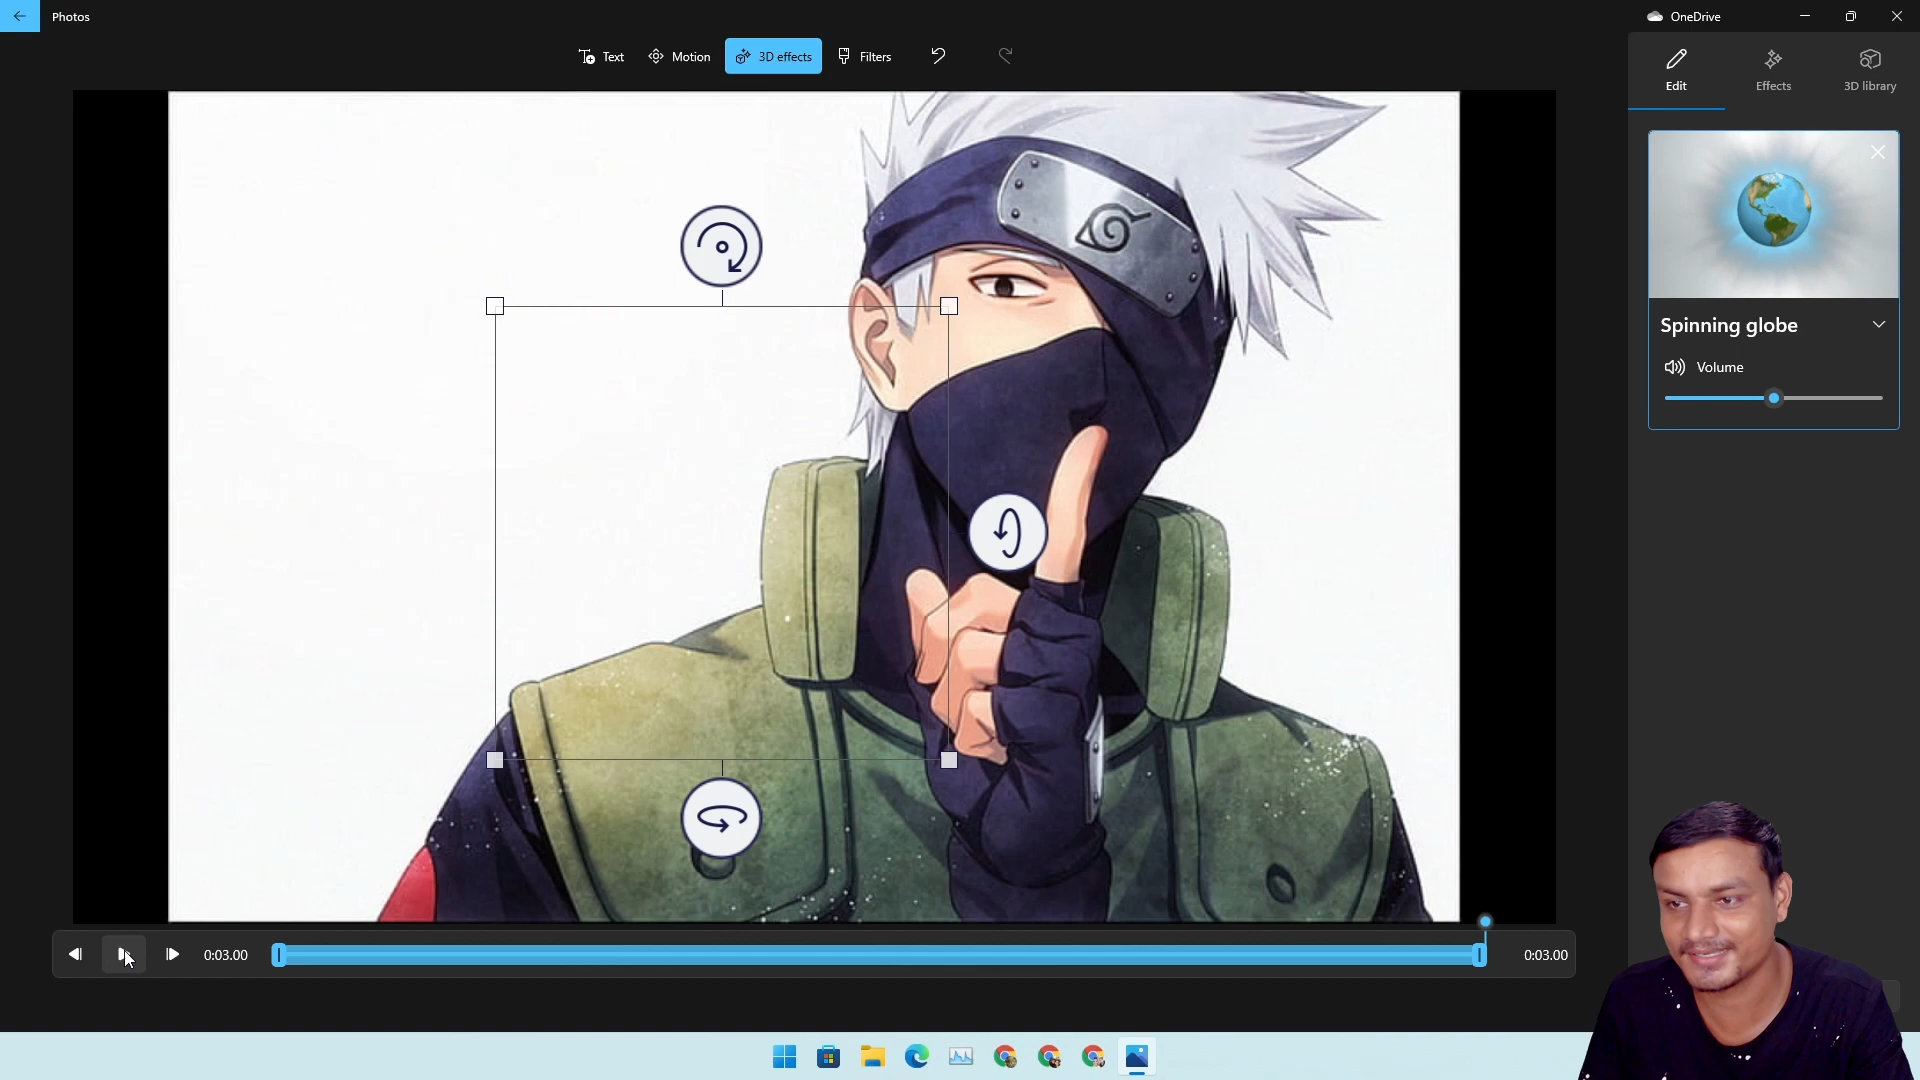 Photos
OneDrive
Text
Motion
3D effects
Filters
Edit
Effects
3D library
Spinning globe
Volume
0:03.00
0:03.00